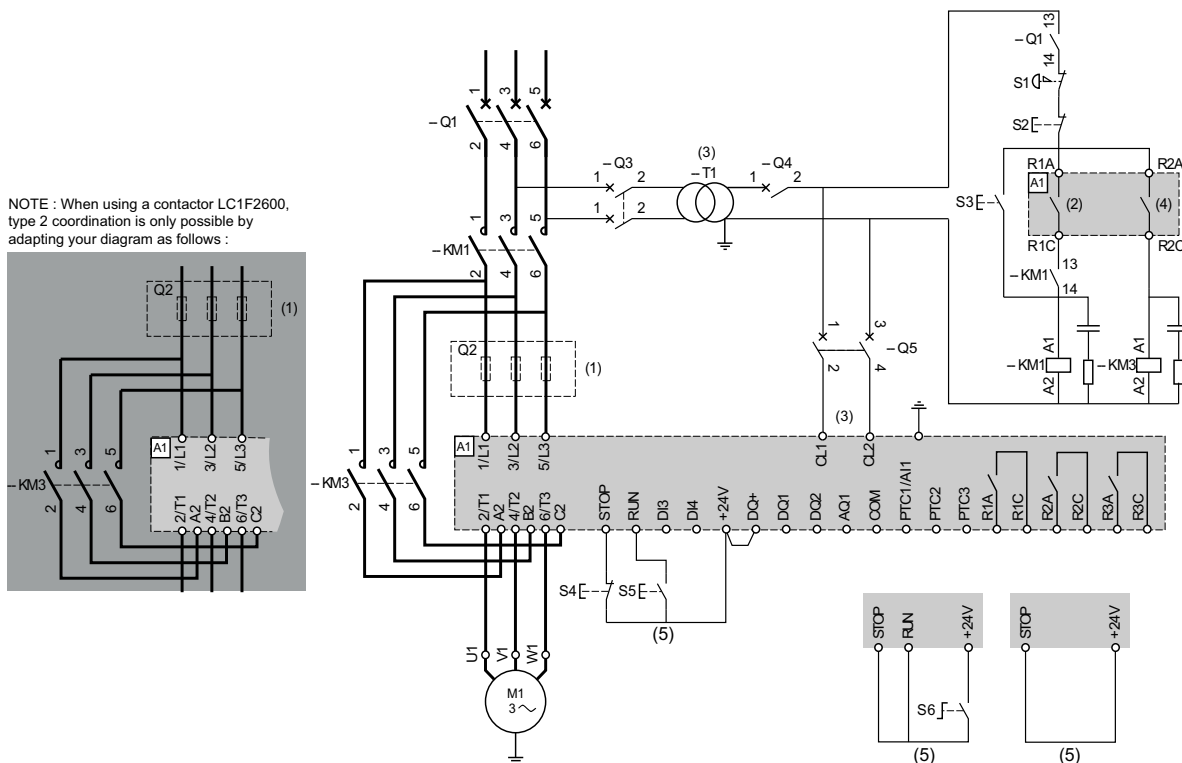 NOTE : When using a contactor LC1F2600,
type 2 coordination is only possible by
adapting your diagram as follows :
Q2
(1)
A1
1/L1
3/L2
5/L3
1
3
5
– KM3
2
4
6
2/T1
A2
4/T2
B2
6/T3
C2
1
3
5
– Q1
2
4
6
1
3
5
– KM1
2
4
6
Q2
(1)
– Q3
1
2
1
2
(3)
– T1
– Q4
1
2
1
3
– Q5
2
4
(3)
13
– Q1
14
S1
S2
S3
R1A
R2A
A1
(2)
(4)
R1C
R2C
13
– KM1
14
A1
– KM1
A2
A1
– KM3
A2
A1
1/L1
3/L2
5/L3
CL1
CL2
1
3
5
– KM3
2
4
6
2/T1
A2
4/T2
B2
6/T3
C2
STOP
RUN
DI3
DI4
+24V
DQ+
DQ1
DQ2
AQ1
COM
PTC1/AI1
PTC2
PTC3
R1A
R1C
R2A
R2C
R3A
R3C
S4
S5
(5)
U1
V1
W1
M1
3
STOP
RUN
+24V
S6
(5)
STOP
+24V
(5)